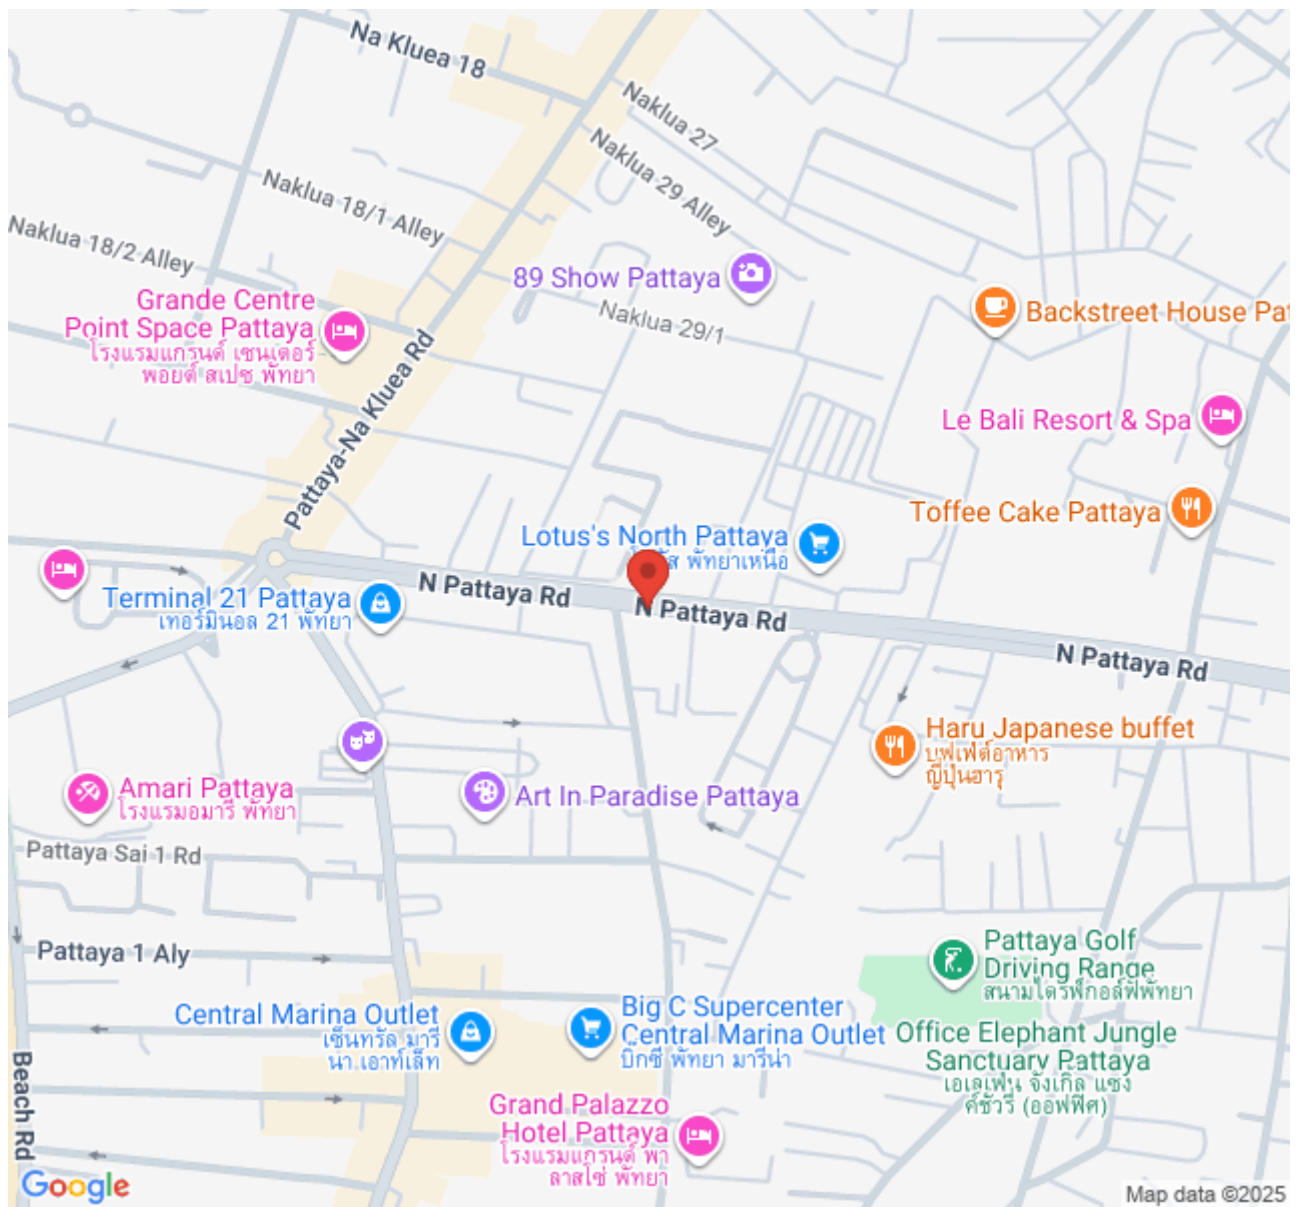 Na Kluea 18
Naklua 27
Naklua 29 Alley
Naklua 18/1 Alley
Naklua 18/2 Alley
89 Show Pattaya
Grande Centre
Point Space Pattaya
โรงแรมแกรนด์ เซนเตอร์
พอยต์ สเปซ พัทยา
Naklua 29/1
Backstreet House Pat
Pattaya-Na Kluea Rd
Le Bali Resort & Spa
Toffee Cake Pattaya
Lotus's North Pattaya
พัทยาเหนือ
Terminal 21 Pattaya
เทอร์มินอล 21 พัทยา
N Pattaya Rd
N Pattaya Rd
N Pattaya Rd
Haru Japanese buffet
บุฟเฟ่ต์อาหาร
ญี่ปุ่นฮารุ
Amari Pattaya
โรงแรมอมารี พัทยา
Art In Paradise Pattaya
Pattaya Sai 1 Rd
Pattaya 1 Aly
Pattaya Golf
Driving Range
สนามไดรฟ์กอล์ฟพัทยา
Central Marina Outlet
เซ็นทรัล มารี
น่า เอาท์เล็ท
Big C Supercenter
Central Marina Outlet
บิ๊กซี พัทยา มารีน่า
Office Elephant Jungle
Sanctuary Pattaya
เอเลเฟ่น จังเกิ้ล แซง
ค์ชัวรี่ (ออฟฟิศ)
Beach Rd
Grand Palazzo
Hotel Pattaya
โรงแรมแกรนด์ พา
ลาสโซ่ พัทยา
Google
Map data ©2025